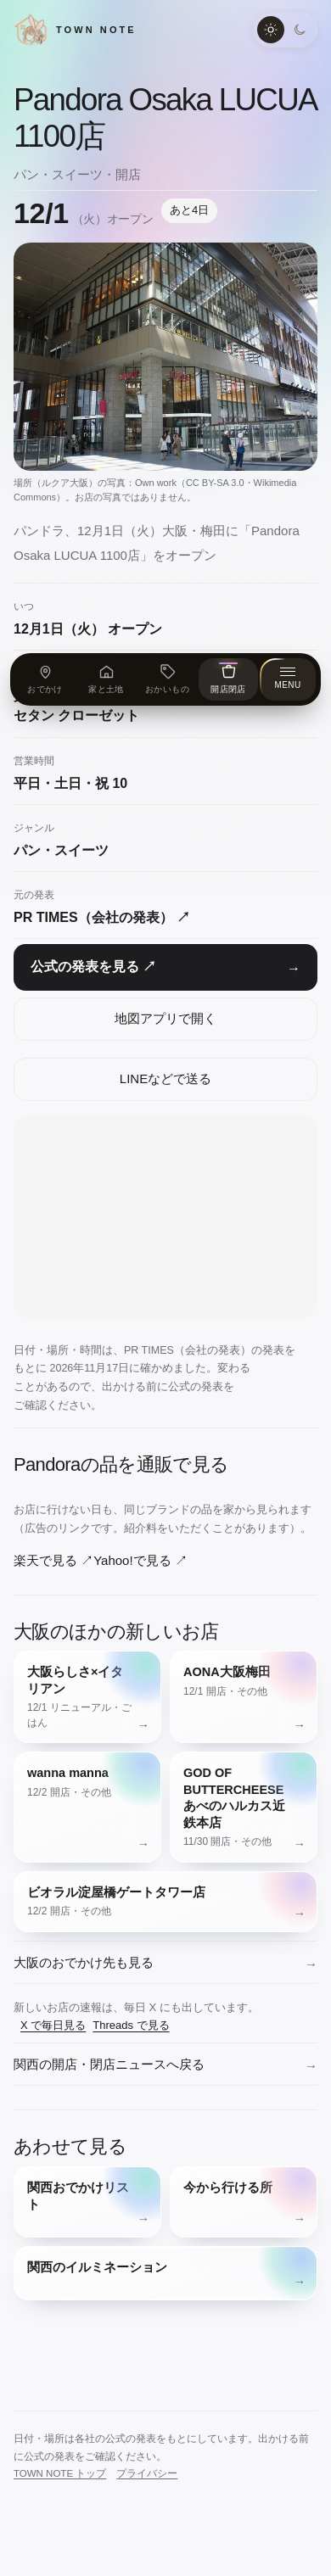 TOWN NOTE
Pandora Osaka LUCUA
1100店
パン・スイーツ・開店
12/1（火）オープン あと4日
場所（ルクア大阪）の写真：Own work（CC BY-SA 3.0・Wikimedia
Commons）。お店の写真ではありません。
パンドラ、12月1日（火）大阪・梅田に「Pandora
Osaka LUCUA 1100店」をオープン
いつ
12月1日（火） オープン
おでかけ
家と土地
おかいもの
開店閉店
MENU
セタン クローゼット
営業時間
平日・土日・祝 10
ジャンル
パン・スイーツ
元の発表
PR TIMES（会社の発表） ↗
公式の発表を見る ↗ →
地図アプリで開く
LINEなどで送る
日付・場所・時間は、PR TIMES（会社の発表）の発表を
もとに 2026年11月17日に確かめました。変わる
ことがあるので、出かける前に公式の発表を
ご確認ください。
Pandoraの品を通販で見る
お店に行けない日も、同じブランドの品を家から見られます
（広告のリンクです。紹介料をいただくことがあります）。
楽天で見る ↗Yahoo!で見る ↗
大阪のほかの新しいお店
大阪らしさ×イタ
リアン
12/1 リニューアル・ご
はん →
AONA大阪梅田
12/1 開店・その他
→
wanna manna
12/2 開店・その他
→
GOD OF
BUTTERCHEESE
あべのハルカス近
鉄本店
11/30 開店・その他 →
ビオラル淀屋橋ゲートタワー店
12/2 開店・その他 →
大阪のおでかけ先も見る →
新しいお店の速報は、毎日 X にも出しています。
X で毎日見る Threads で見る
関西の開店・閉店ニュースへ戻る →
あわせて見る
関西おでかけリス
ト →
今から行ける所
→
関西のイルミネーション
→
日付・場所は各社の公式の発表をもとにしています。出かける前
に公式の発表をご確認ください。
TOWN NOTE トップ プライバシー